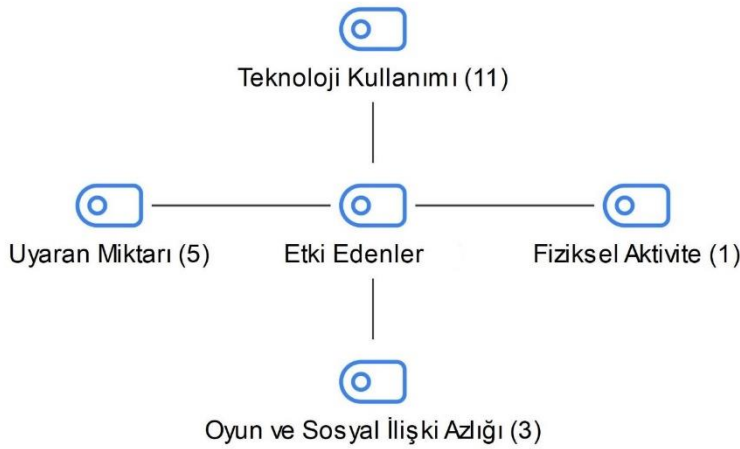 Teknoloji Kullanımı (11)
Uyaran Miktarı (5)
Etki Edenler
Fiziksel Aktivite (1)
Oyun ve Sosyal İlişki Azlığı (3)